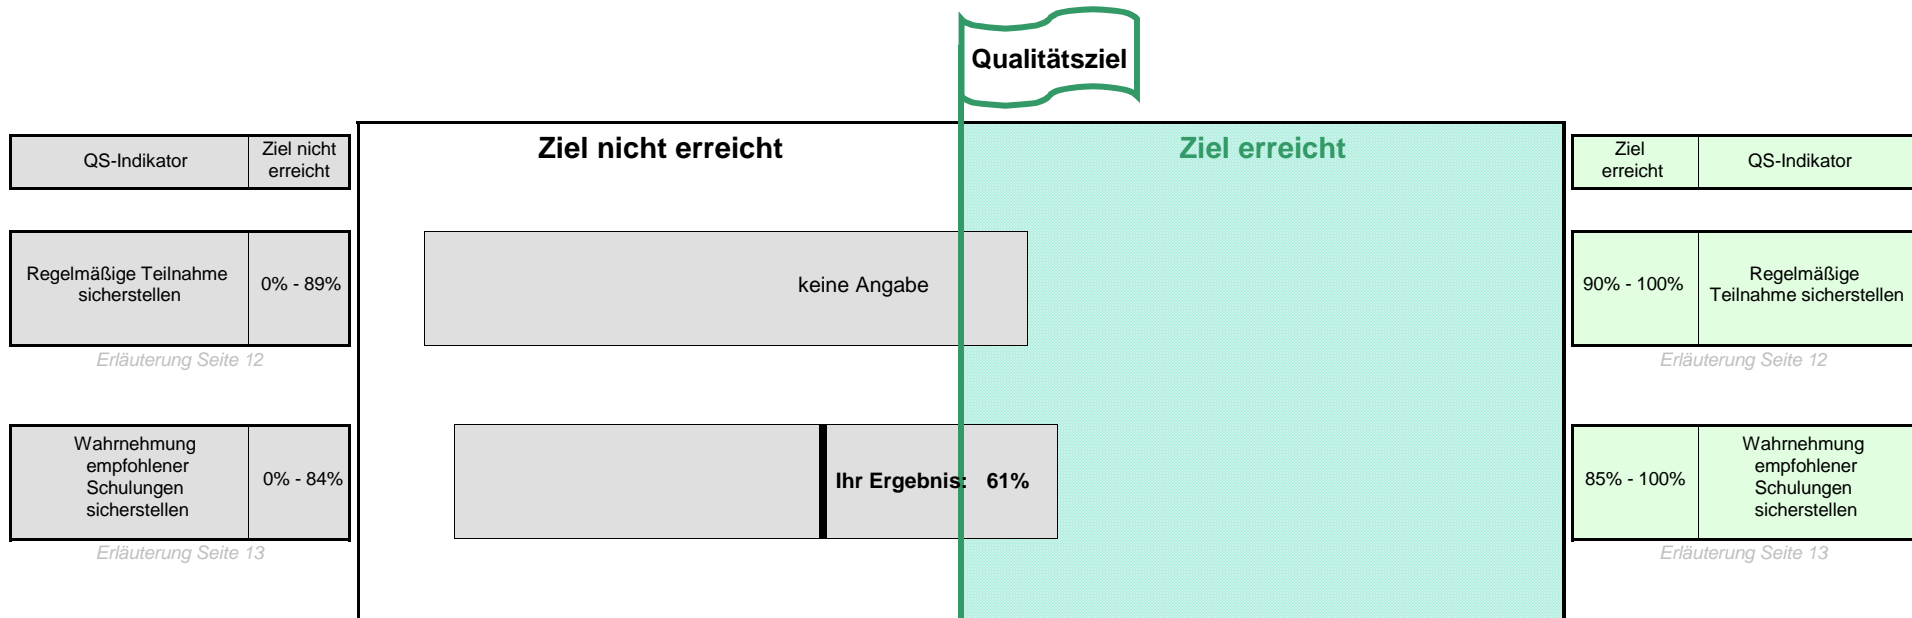 Qualitätsziel
Ziel nicht erreicht
Ziel erreicht
QS-Indikator
Ziel nicht
erreicht
Ziel
erreicht
QS-Indikator
Regelmäßige Teilnahme
sicherstellen
0% - 89%
keine Angabe
90% - 100%
Regelmäßige
Teilnahme sicherstellen
Erläuterung Seite 12
Erläuterung Seite 12
Wahrnehmung
empfohlener
Schulungen
sicherstellen
0% - 84%
Ihr Ergebnis: 61%
85% - 100%
Wahrnehmung
empfohlener
Schulungen
sicherstellen
Erläuterung Seite 13
Erläuterung Seite 13